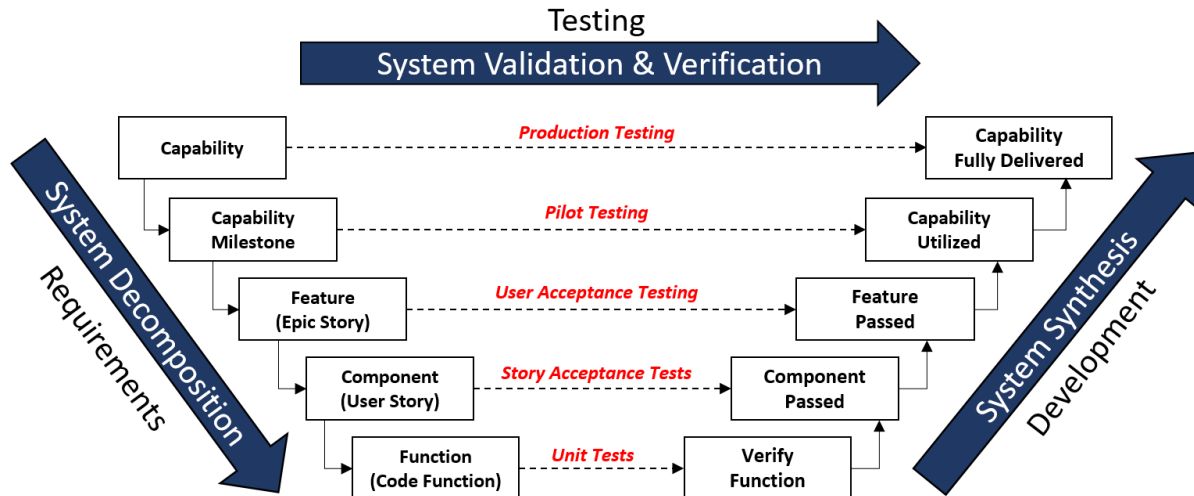 Testing
System Validation & Verification
Capability
Production Testing
Capability
Fully Delivered
Capability
Milestone
Pilot Testing
Capability
Utilized
Feature
(Epic Story)
User Acceptance Testing
Feature
Passed
Component
(User Story)
Story Acceptance Tests
Component
Passed
Function
(Code Function)
Unit Tests
Verify
Function
System Decomposition
Requirements
System Synthesis
Development